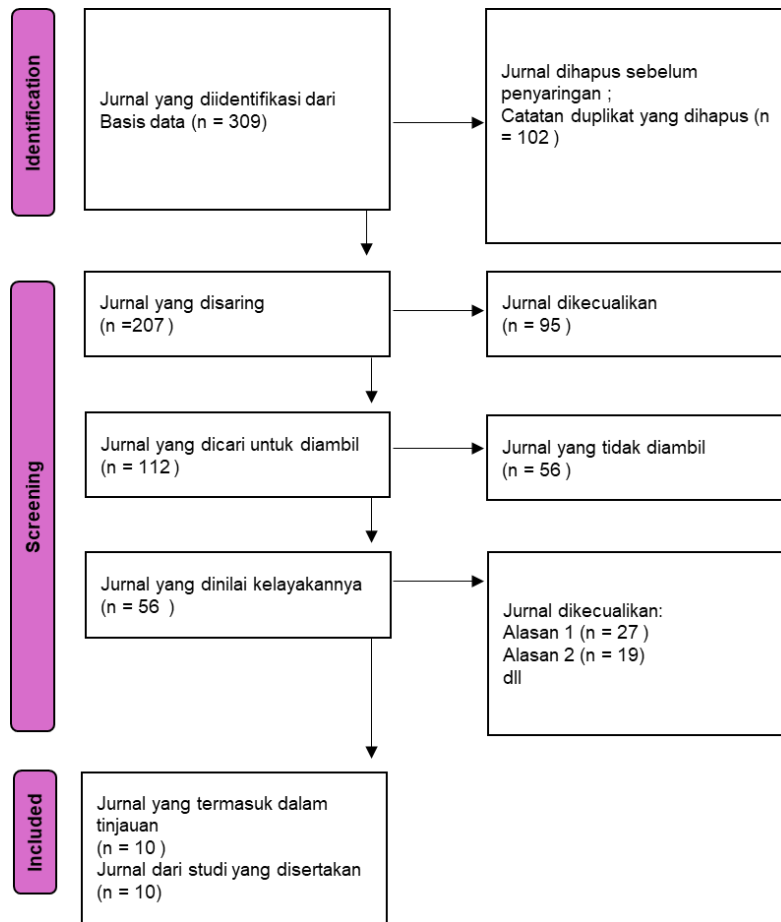 Identification
Jurnal yang diidentifikasi dari
Basis data (n = 309)
Jurnal dihapus sebelum
penyaringan ;
Catatan duplikat yang dihapus (n
= 102 )
Screening
Jurnal yang disaring
(n =207 )
Jurnal dikecualikan
(n = 95 )
Jurnal yang dicari untuk diambil
(n = 112 )
Jurnal yang tidak diambil
(n = 56 )
Jurnal yang dinilai kelayakannya
(n = 56  )
Jurnal dikecualikan:
Alasan 1 (n = 27 )
Alasan 2 (n = 19)
dll
Included
Jurnal yang termasuk dalam
tinjauan
(n = 10 )
Jurnal dari studi yang disertakan
(n = 10)